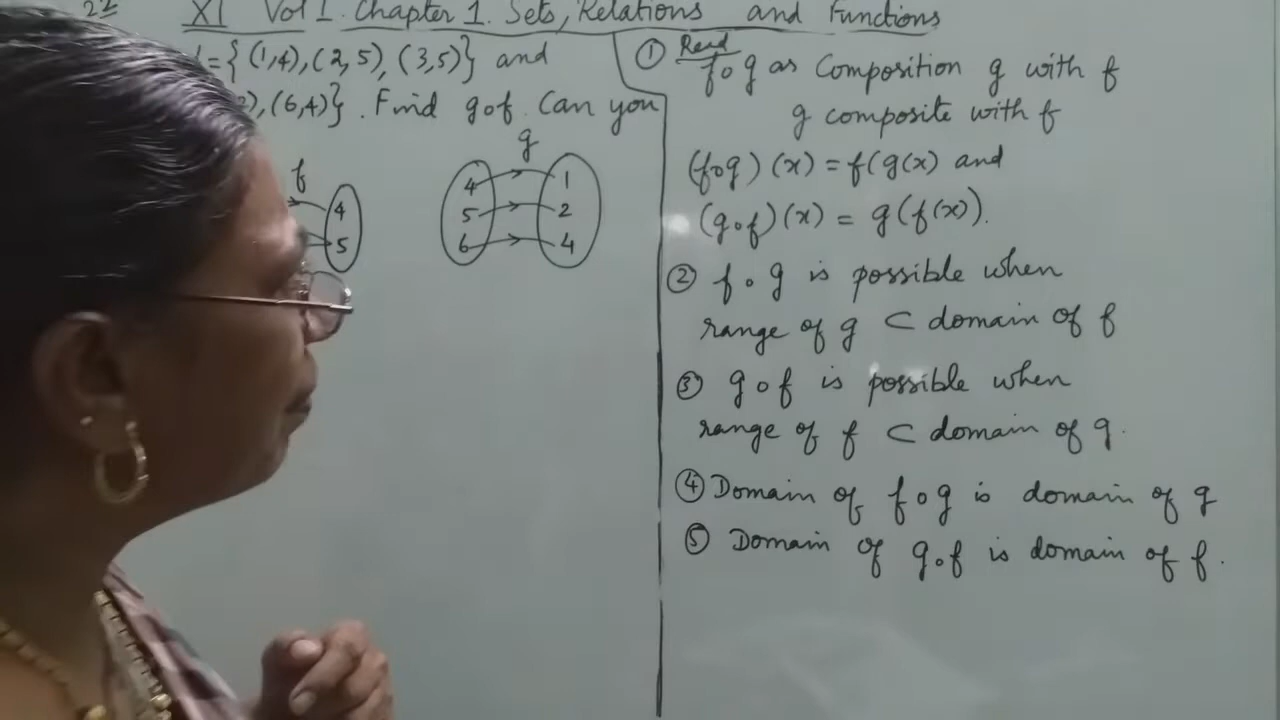 22
XI Vol I. Chapter 1. Sets, Relations and Functions
={(1,4),(2,5),(3,5)} and
2),(6,4)}. Find gof. Can you
f
4
5
g
4 1
5 2
6 4
① Read fog as composition g with f
g composite with f
(fog)(x) = f(g(x) and
(gof)(x) = g(f(x)).
② fog is possible when
range of g ⊂ domain of f
③ gof is possible when
range of f ⊂ domain of g.
④ Domain of fog is domain of g
⑤ Domain of gof is domain of f.